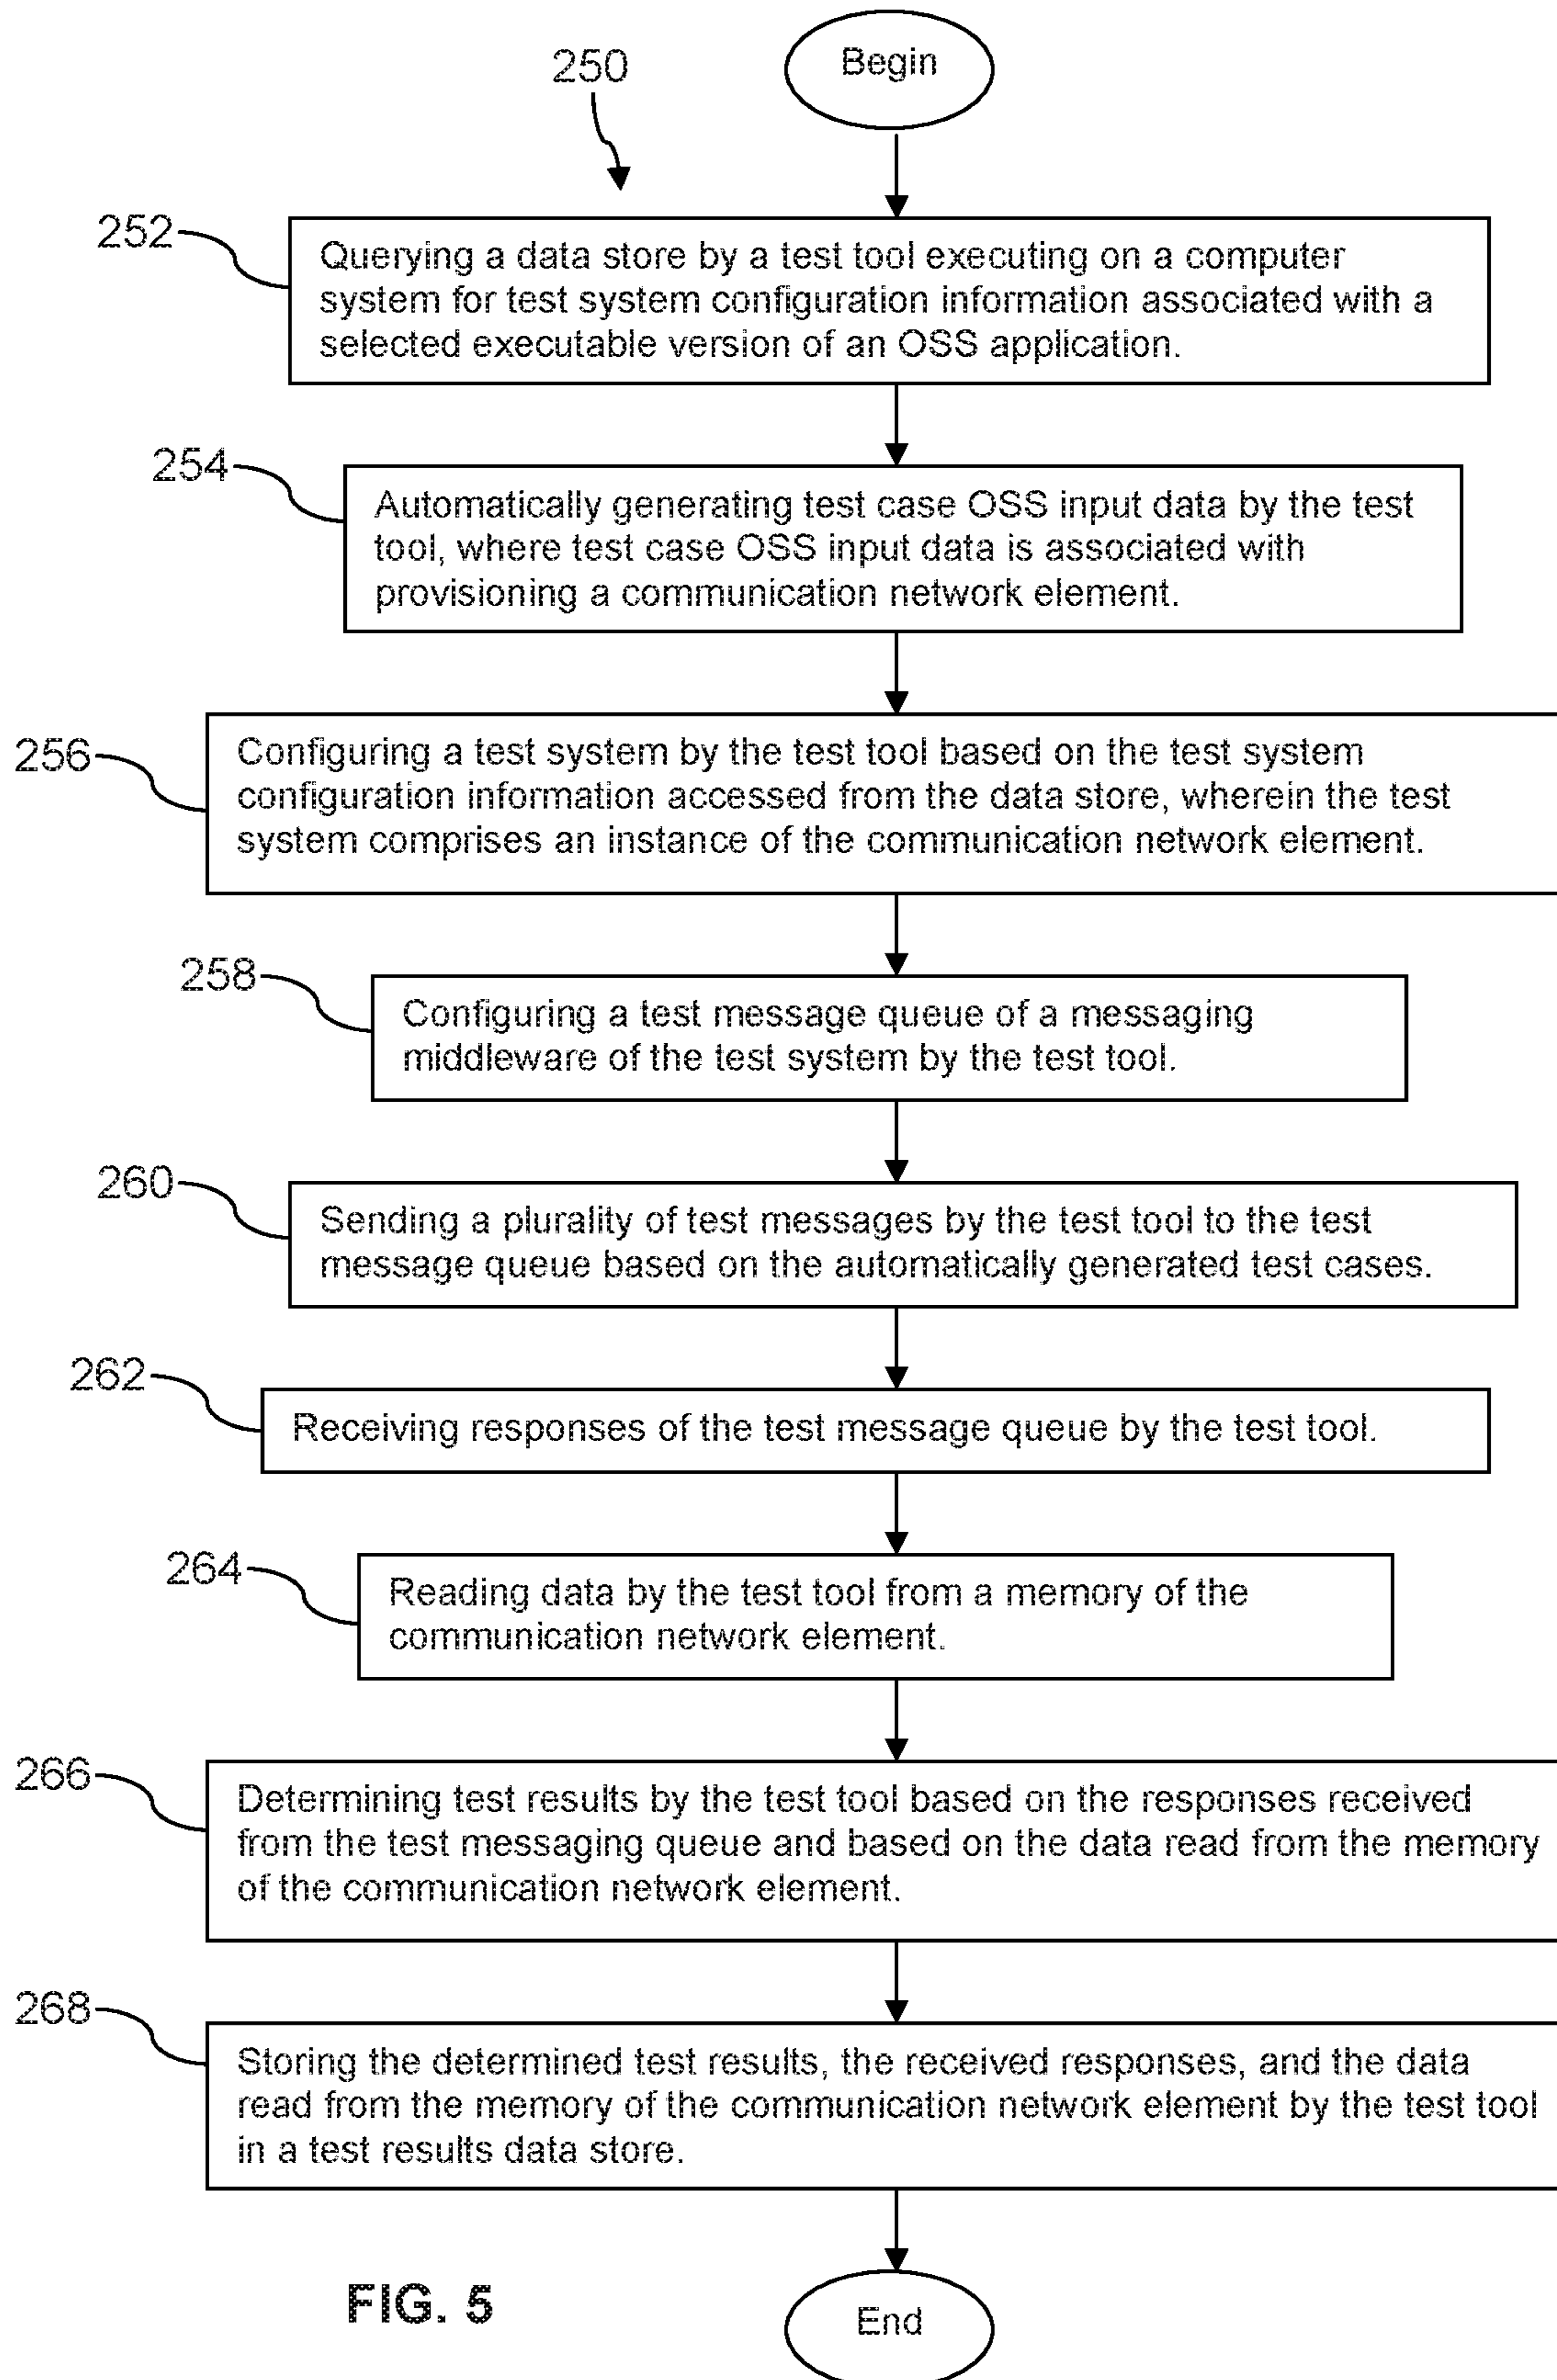 Begin
250
252
Querying a data store by a test tool executing on a computer
system for test system configuration information associated with a
selected executable version of an OSS application.
254
Automatically generating test case OSS input data by the test
tool, where test case OSS input data is associated with
provisioning a communication network element.
256
Configuring a test system by the test tool based on the test system
configuration information accessed from the data store, wherein the test
system comprises an instance of the communication network element.
258
Configuring a test message queue of a messaging
middleware of the test system by the test tool.
260
Sending a plurality of test messages by the test tool to the test
message queue based on the automatically generated test cases.
262
Receiving responses of the test message queue by the test tool.
264
Reading data by the test tool from a memory of the
communication network element.
266
Determining test results by the test tool based on the responses received
from the test messaging queue and based on the data read from the memory
of the communication network element.
268
Storing the determined test results, the received responses, and the data
read from the memory of the communication network element by the test tool
in a test results data store.
FIG. 5
End